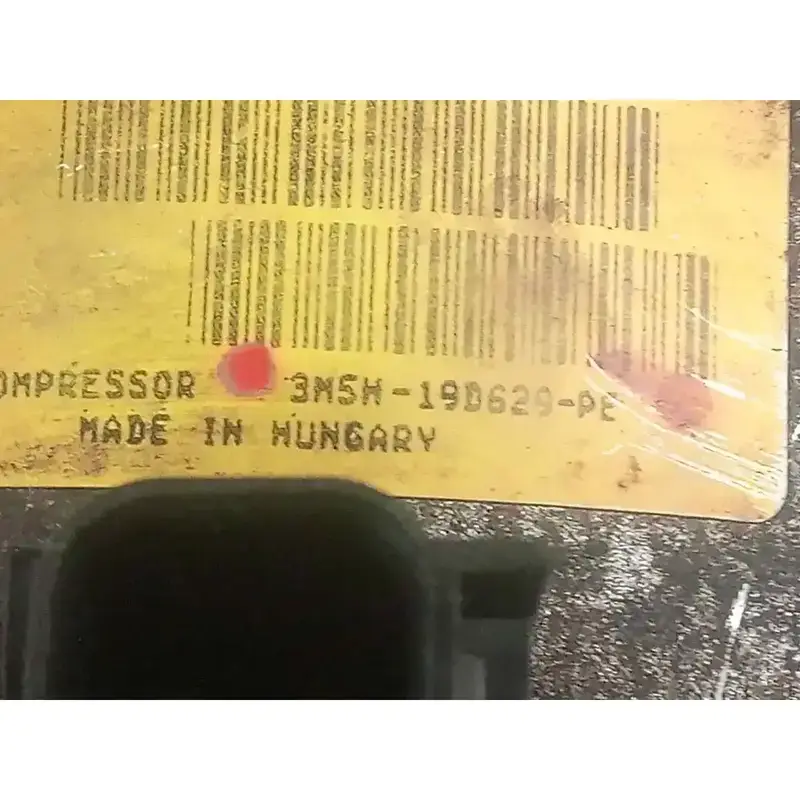 OMPRESSOR 3M5H-19D629-PE
MADE IN HUNGARY